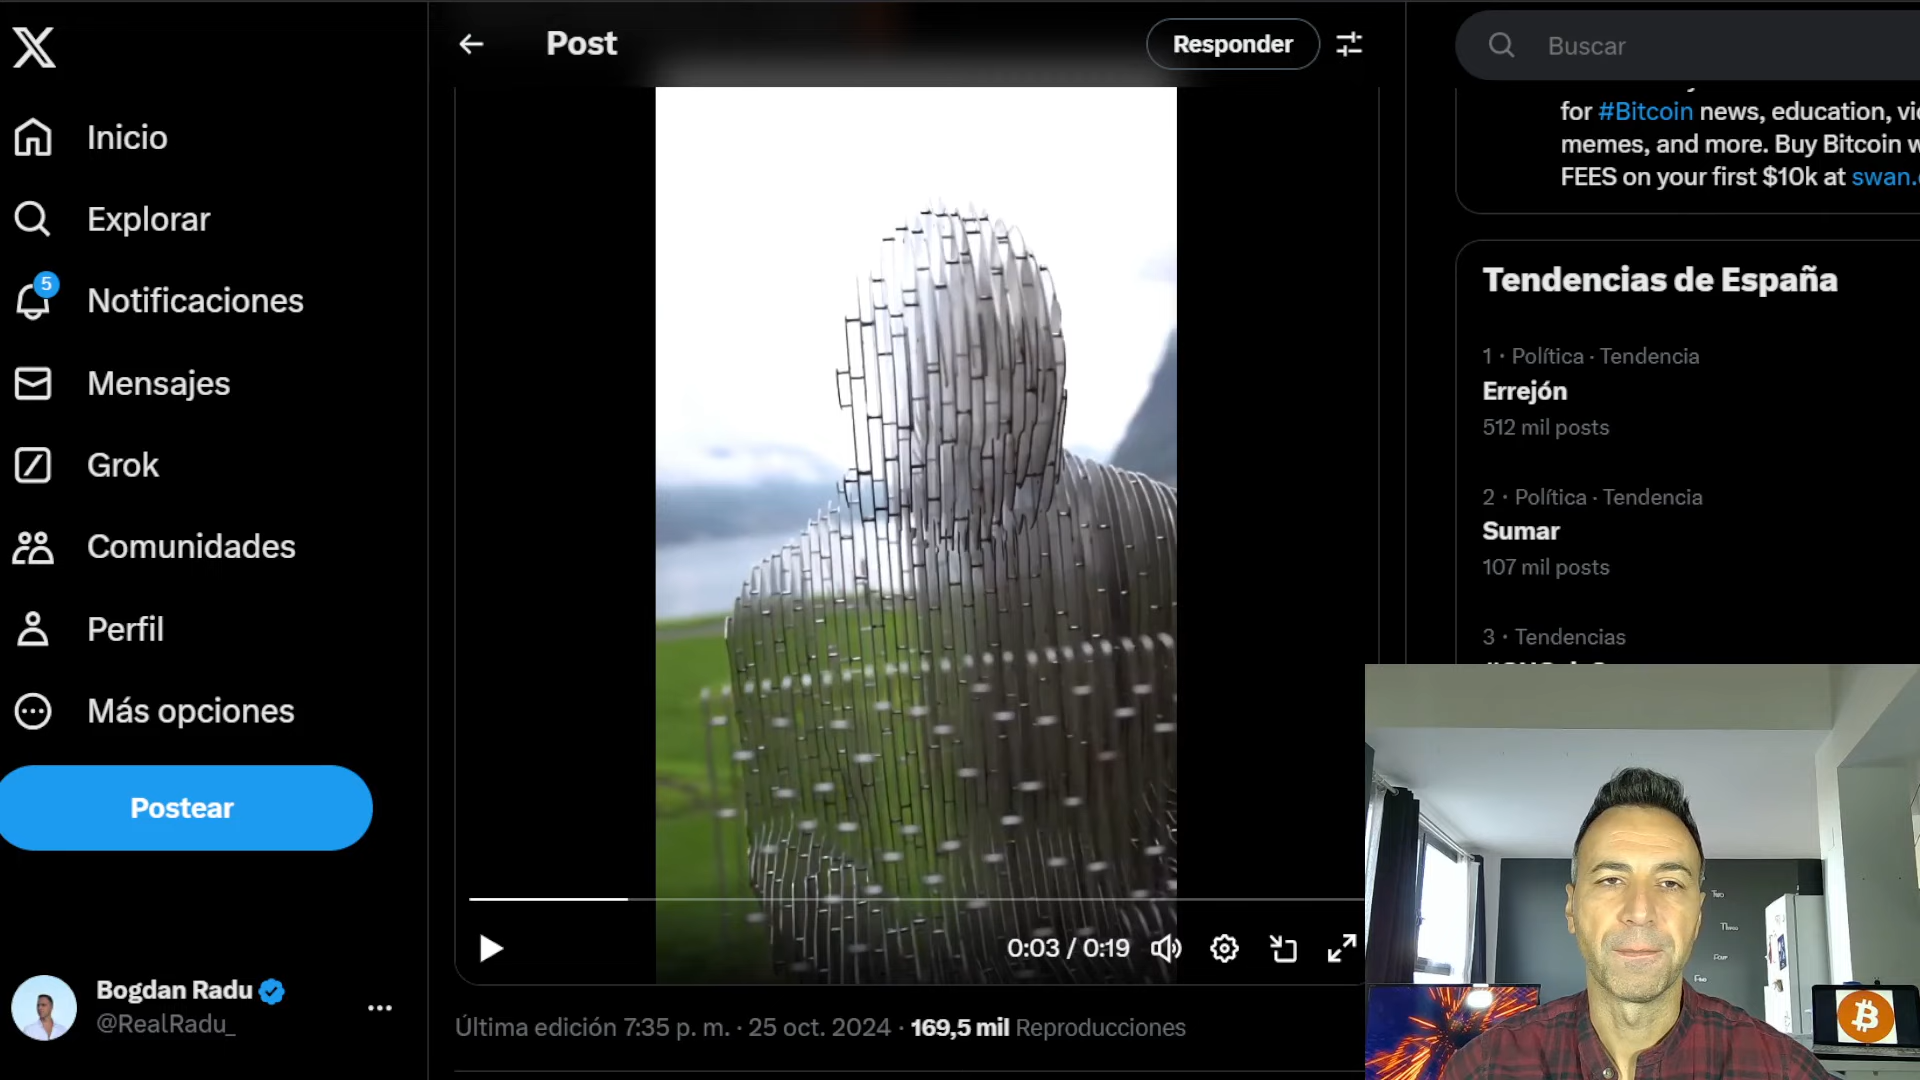 Post
Responder
Buscar
Inicio
Explorar
5
Notificaciones
Mensajes
Grok
Comunidades
Perfil
Más opciones
Postear
Bogdan Radu
@RealRadu_
0:03 / 0:19
Última edición 7:35 p. m. · 25 oct. 2024 · 169,5 mil Reproducciones
for #Bitcoin news, education,
memes, and more. Buy Bitcoin
FEES on your first $10k at swan.
Tendencias de España
1 · Política · Tendencia
Errejón
512 mil posts
2 · Política · Tendencia
Sumar
107 mil posts
3 · Tendencias